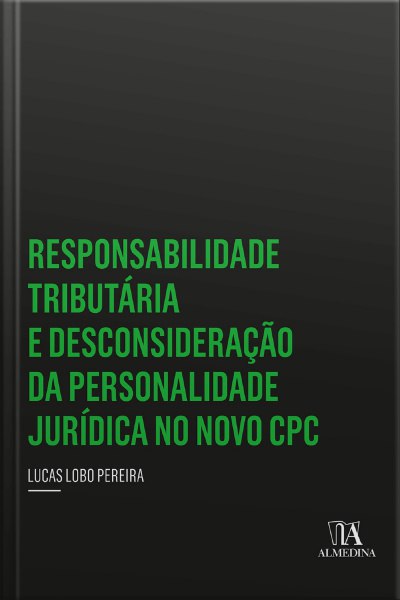 RESPONSABILIDADE
TRIBUTÁRIA
E DESCONSIDERAÇÃO
DA PERSONALIDADE
JURÍDICA NO NOVO CPC
LUCAS LOBO PEREIRA
ALMEDINA